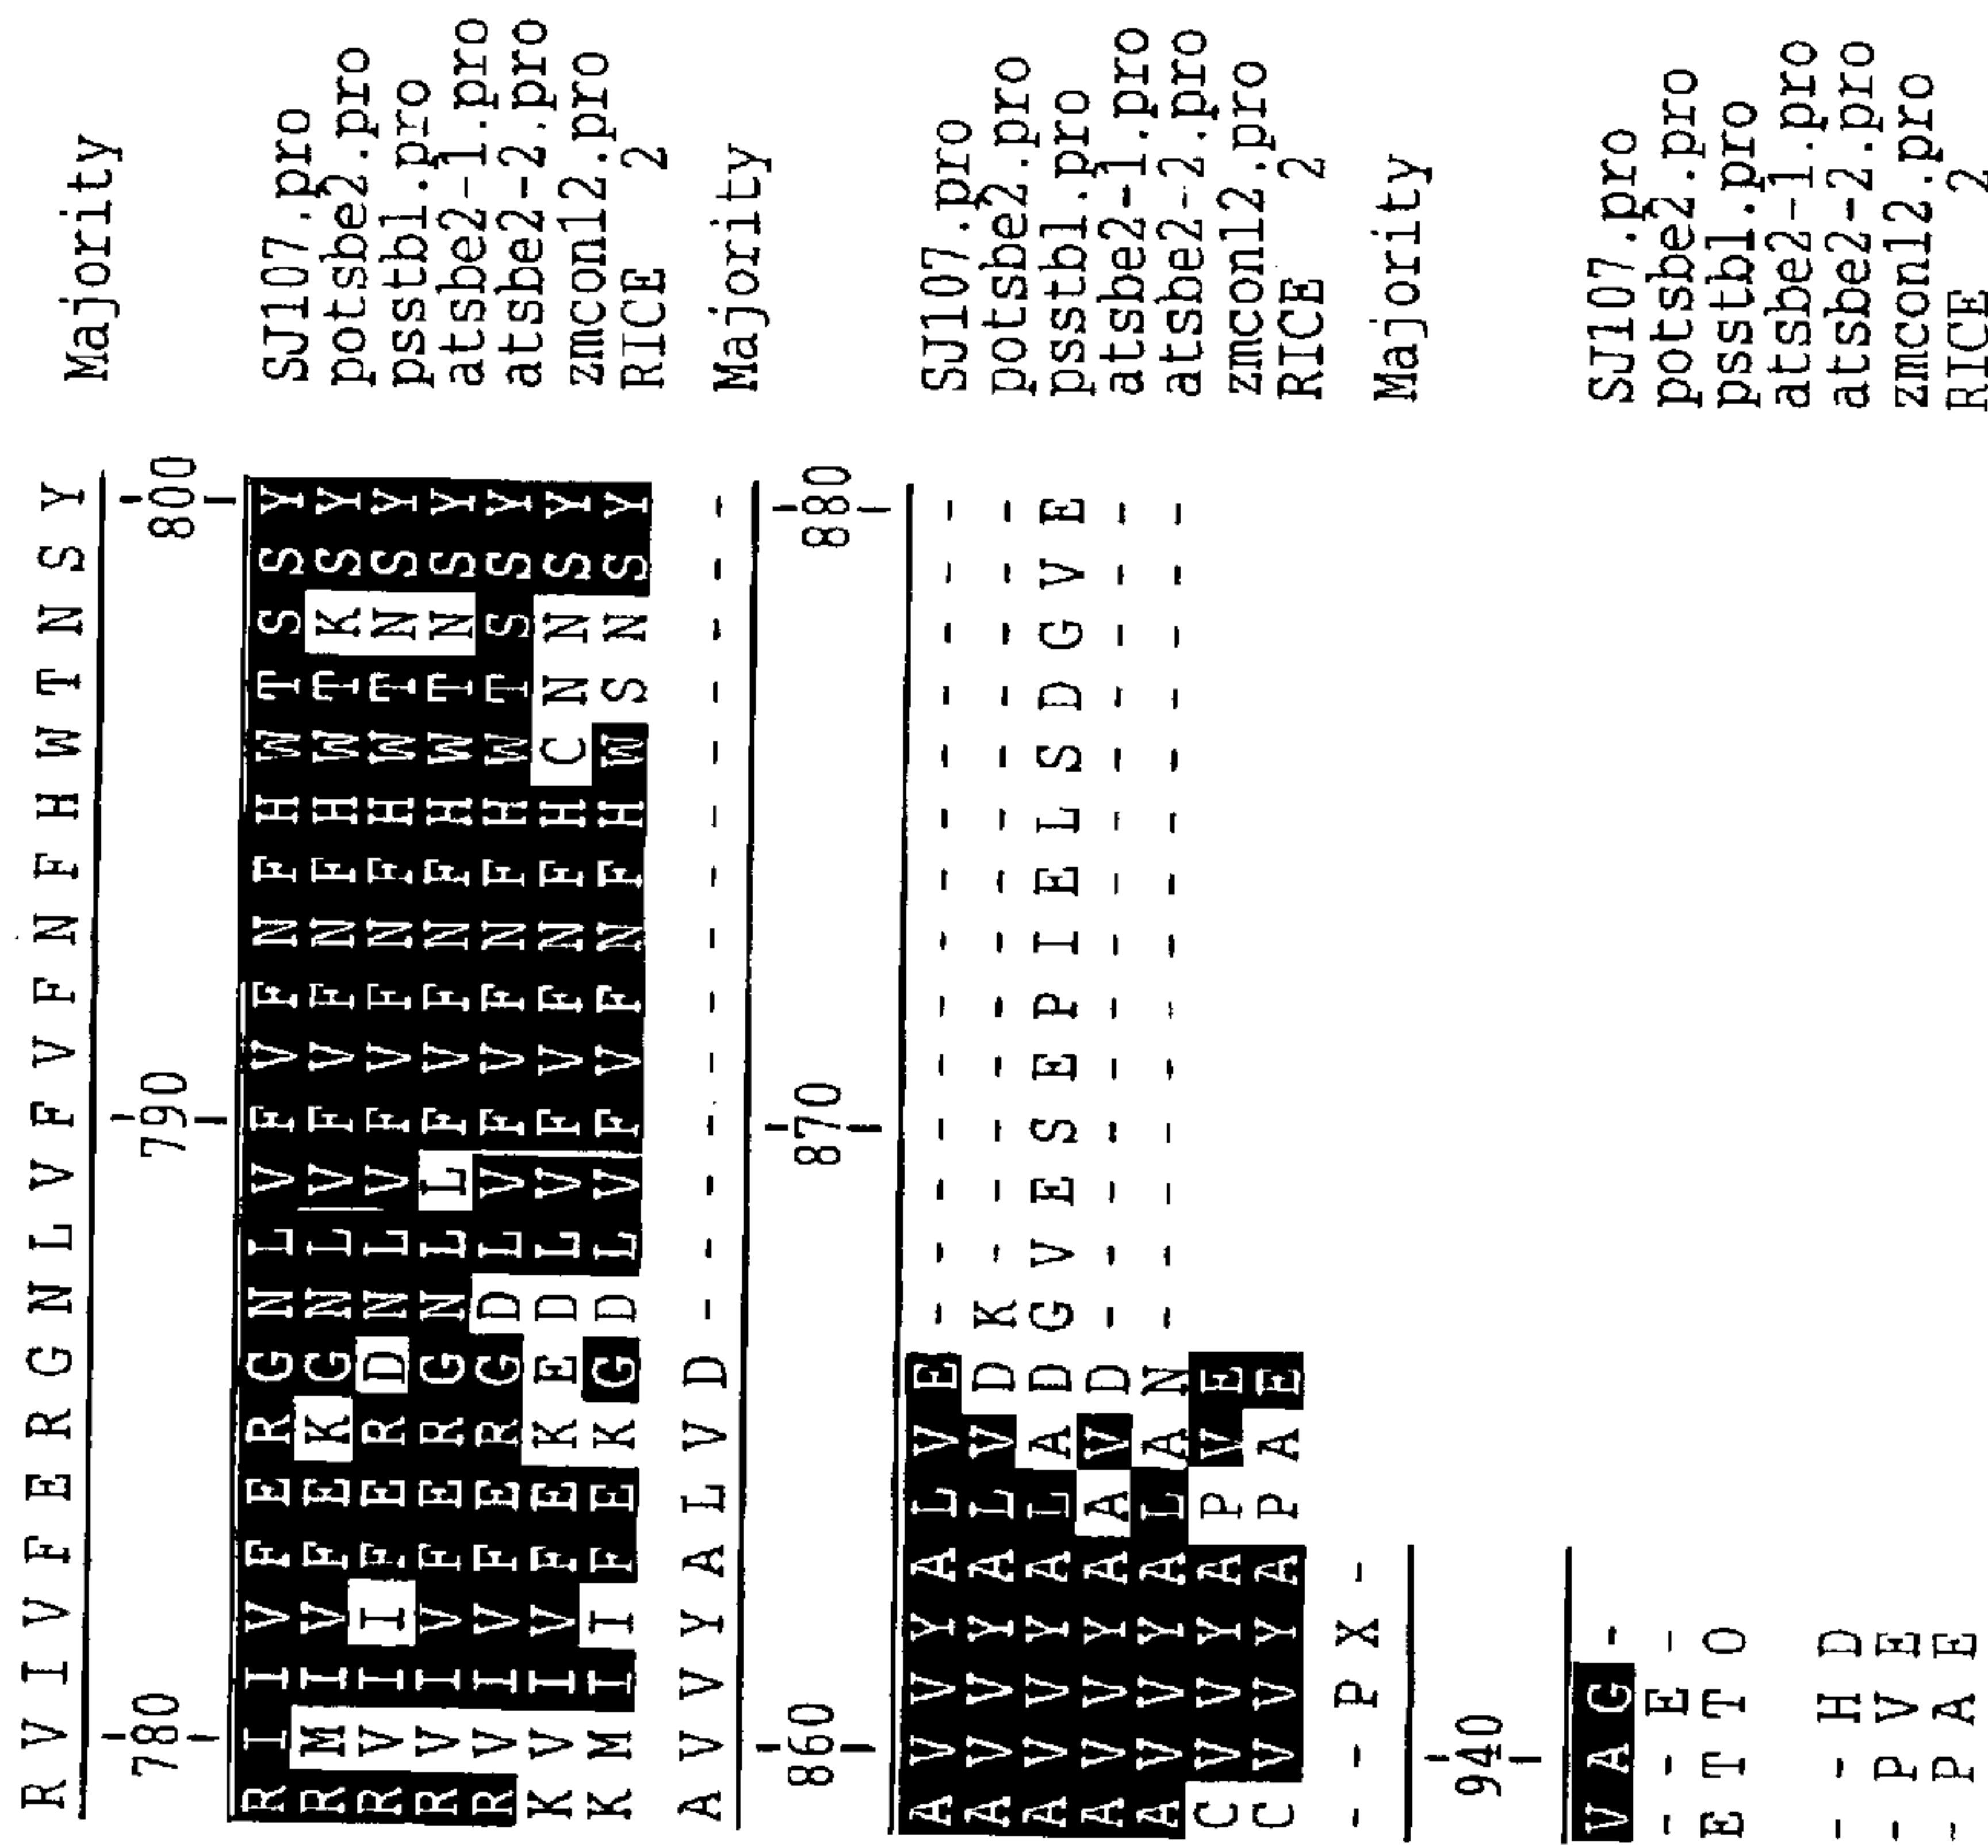 R V I V F E R G N L V F V F N F H W T N S Y Majority
780 790 800
R I I V F E R G N L V F V F N F H W T S S Y SJ107.pro
R M I V F E K G N L V F V F N F H W T K S Y potsbe2.pro
R V I I F E R D N L V F V F N F H W T N S Y psstb1.pro
R V I V F E R G N L L F V F N F H W T N S Y atsbe2-1.pro
R V I V F E R G D L V F V F N F H W T S S Y atsbe2-2.pro
K V I V F E K E D L V F V F N F H C N N S Y zmcon12.pro
K M I T F E K G D L V F V F N F H W S N S Y RICE 2
A V V Y A L V D - - - - - - - - - - - - - - Majority
860 870 880
A V V Y A L V E - - - - - - - - - - - - - - SJ107.pro
A V V Y A L V D K - - - - - - - - - - - - - potsbe2.pro
A V V Y A L A D G V E S E P I E L S D G V E psstb1.pro
A V V Y A A V D - - - - - - - - - - - - - - atsbe2-1.pro
A V V Y A L A N - - - - - - - - - - - - - - atsbe2-2.pro
C V V Y A P V E zmcon12.pro
C V V Y A P A E RICE 2
- - P X - Majority
940
V A G - SJ107.pro
- - E - potsbe2.pro
E T T O psstb1.pro
atsbe2-1.pro
- - H D atsbe2-2.pro
- P V E zmcon12.pro
- P A E RICE 2